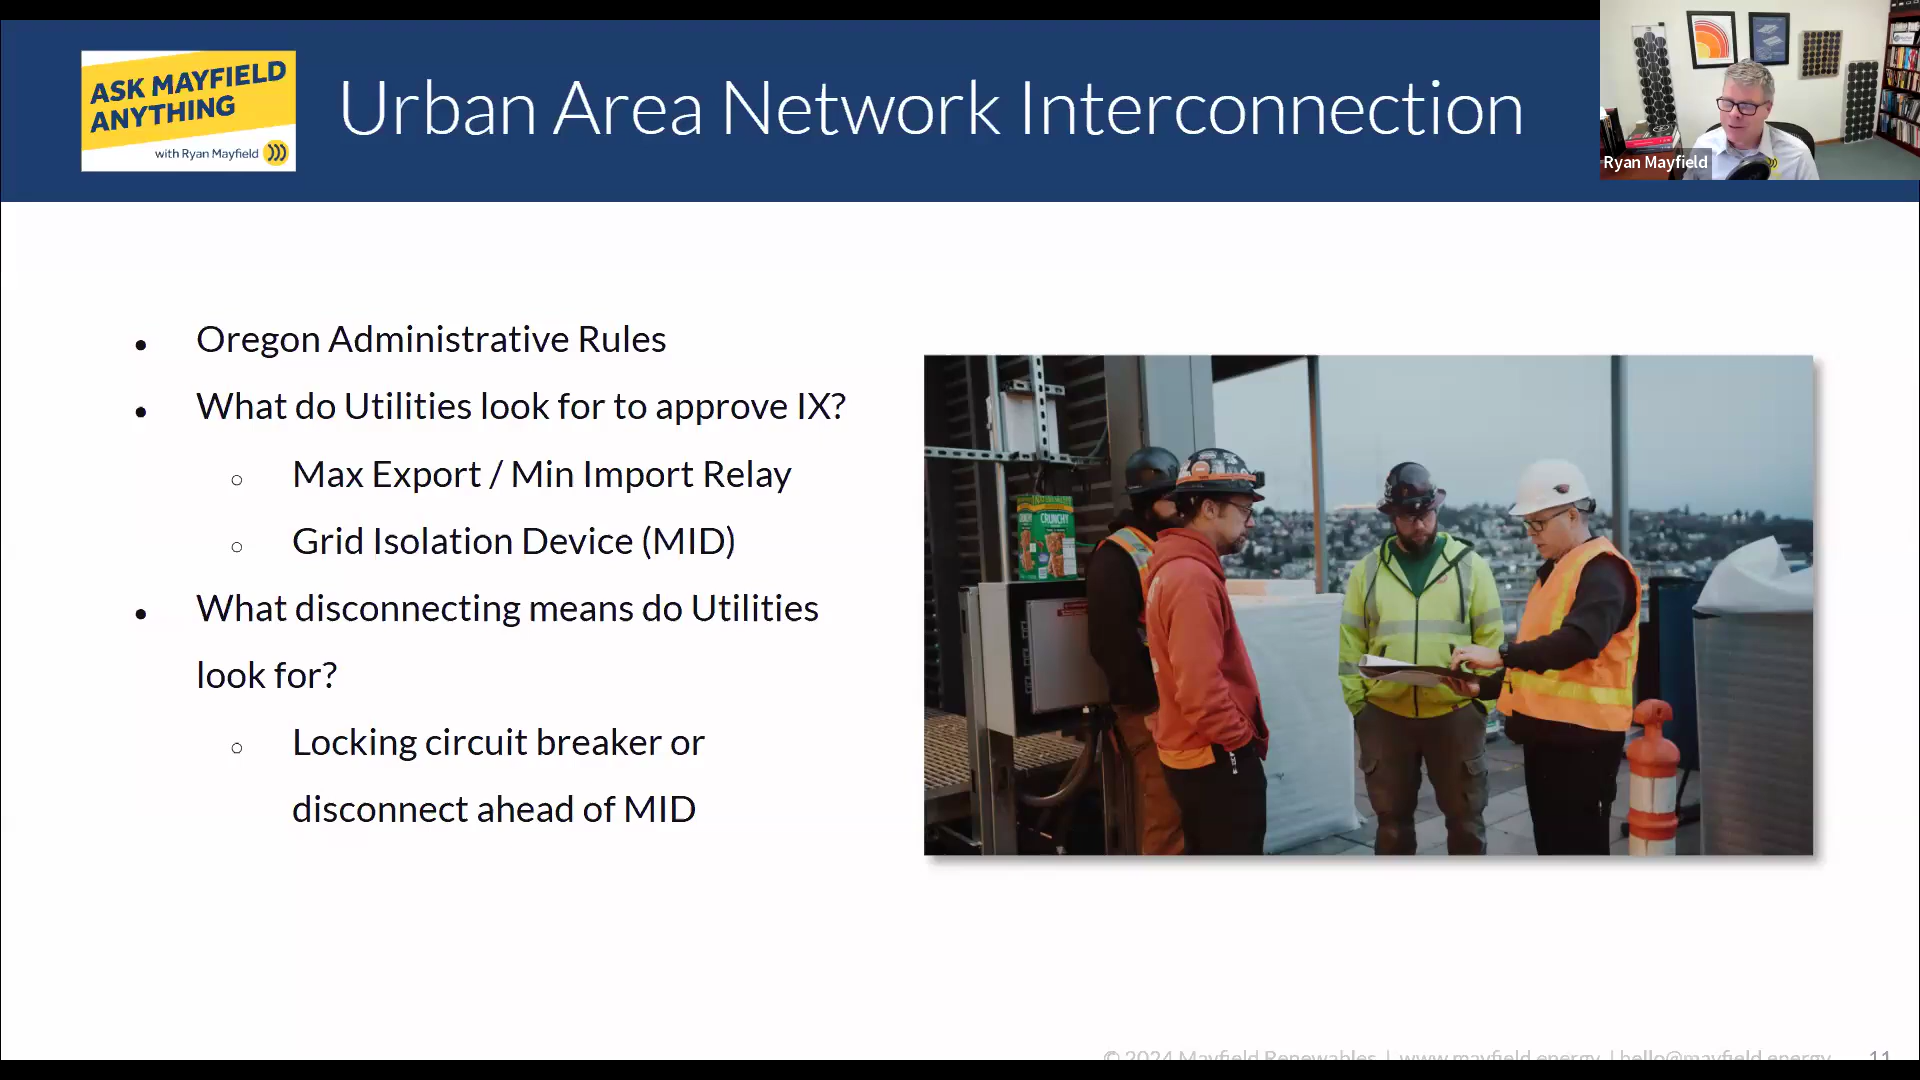 ASK MAYFIELD
ANYTHING
with Ryan Mayfield
Urban Area Network Interconnection
Ryan Mayfield
● Oregon Administrative Rules
● What do Utilities look for to approve IX?
○ Max Export / Min Import Relay
○ Grid Isolation Device (MID)
● What disconnecting means do Utilities
look for?
○ Locking circuit breaker or
disconnect ahead of MID
CRUNCHY
© 2024 Mayfield Renewables | www.mayfield.energy | hello@mayfield.energy 11